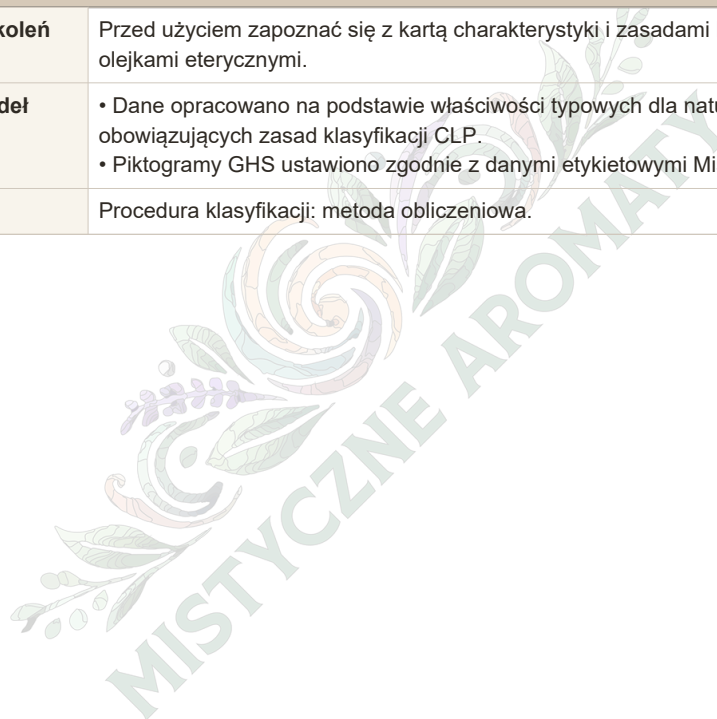 koleń
Przed użyciem zapoznać się z kartą charakterystyki i zasadami
olejkami eterycznymi.
deł
• Dane opracowano na podstawie właściwości typowych dla natu
obowiązujących zasad klasyfikacji CLP.
• Piktogramy GHS ustawiono zgodnie z danymi etykietowymi Mi
Procedura klasyfikacji: metoda obliczeniowa.
MISTYCZNE AROMATY